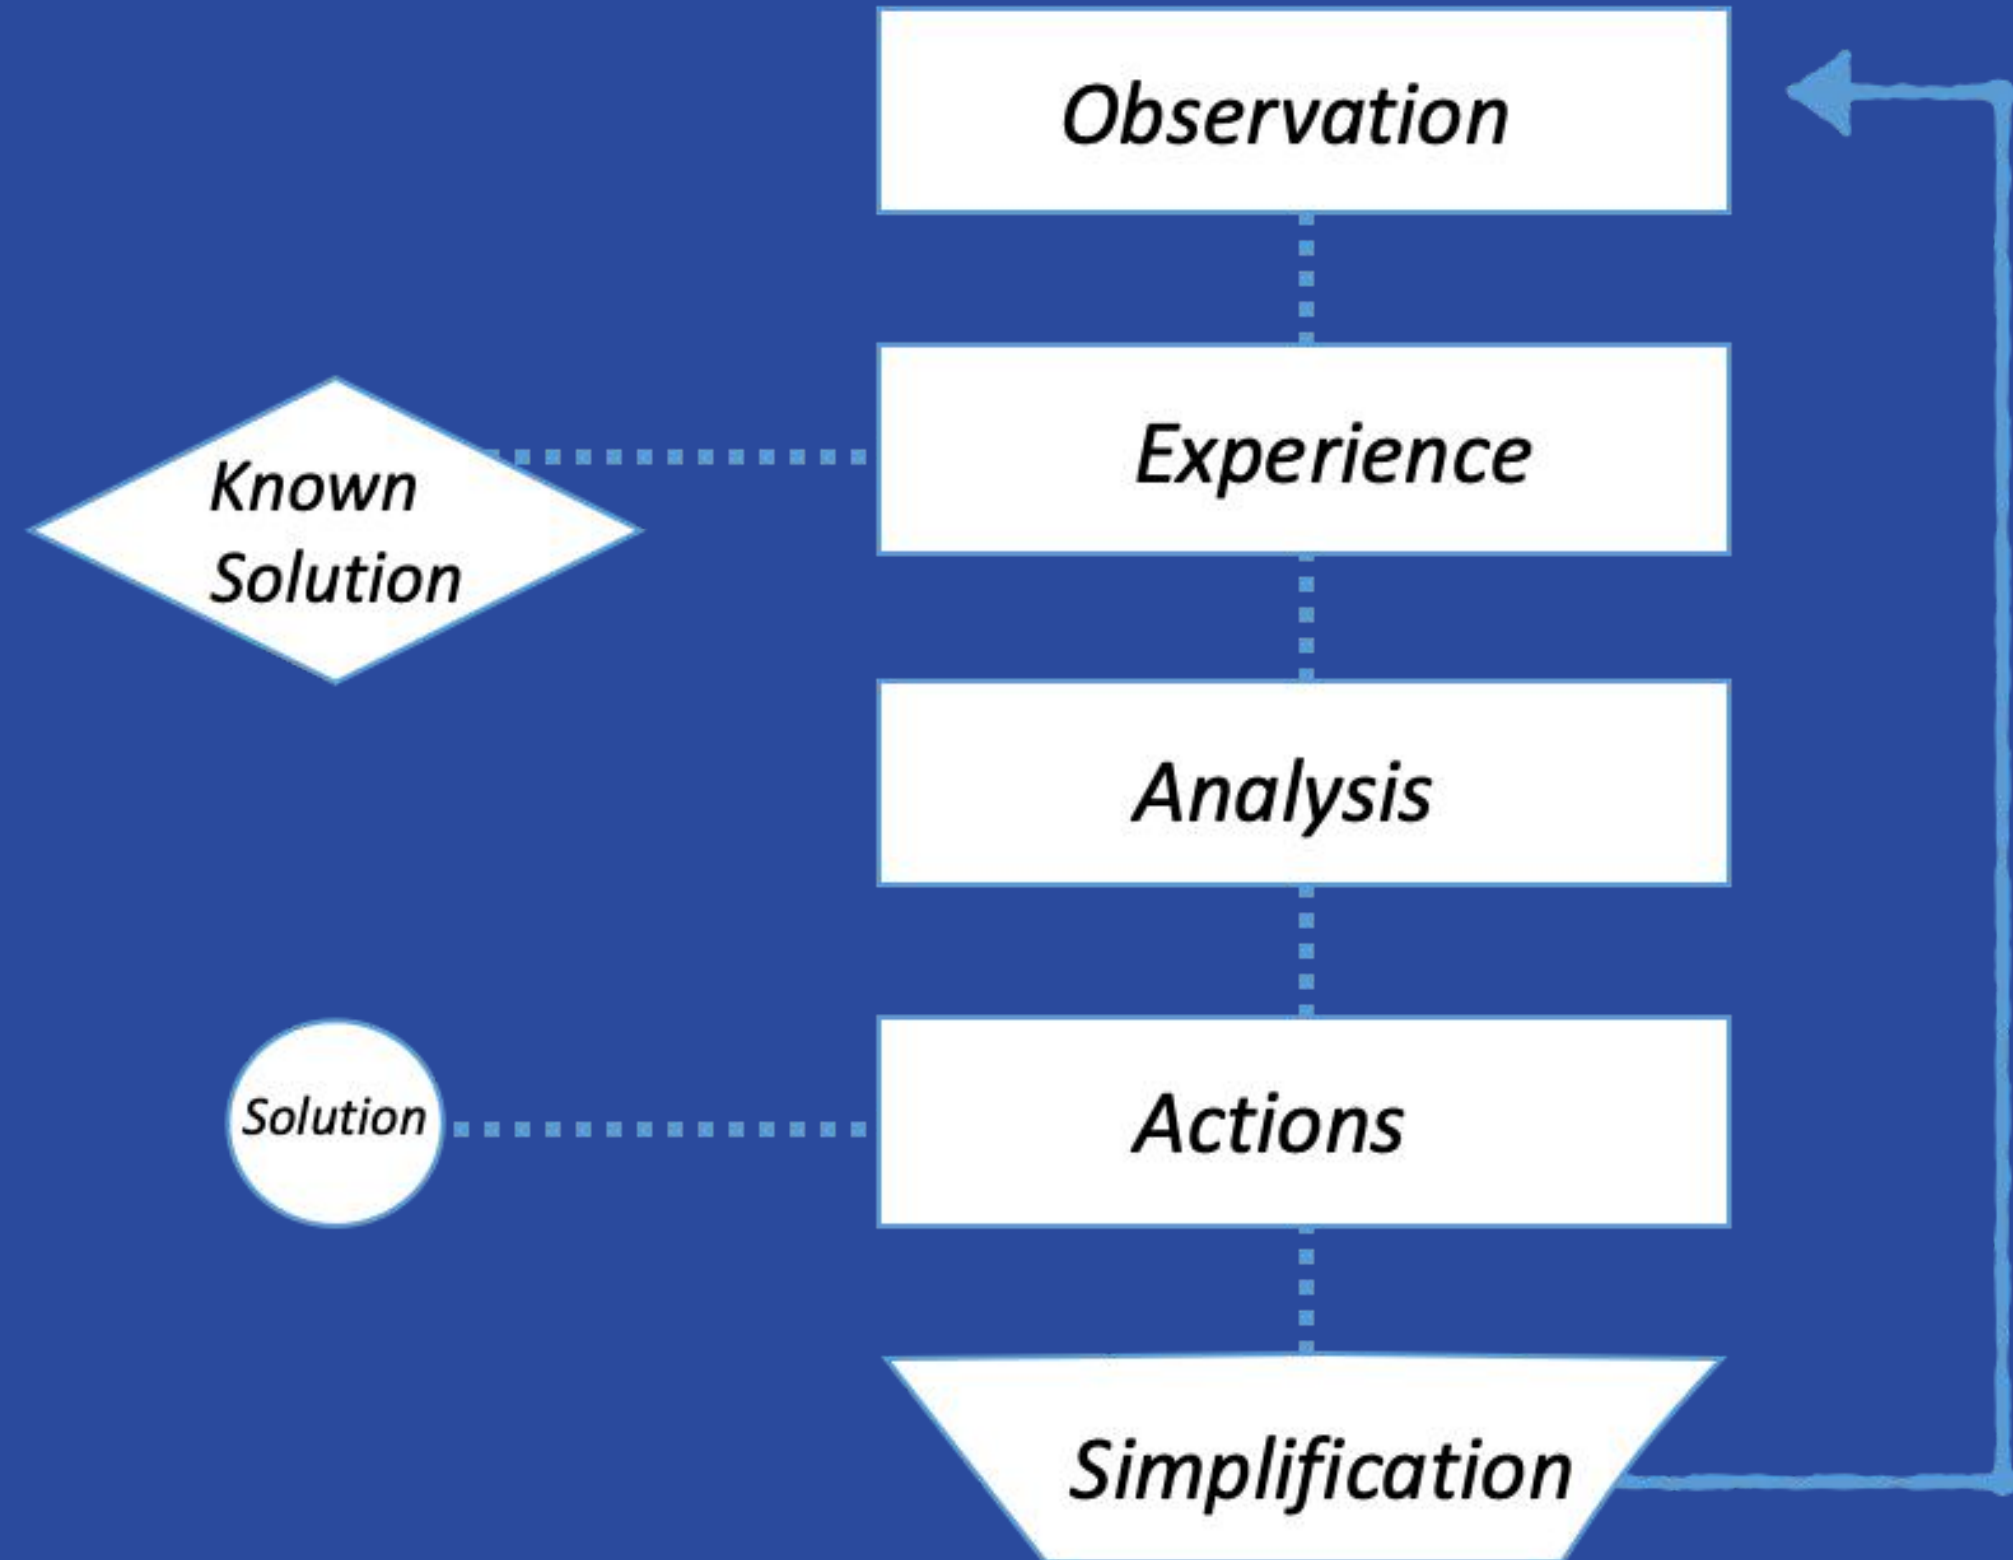 Observation
Experience
Known
Solution
Analysis
Actions
Solution
Simplification